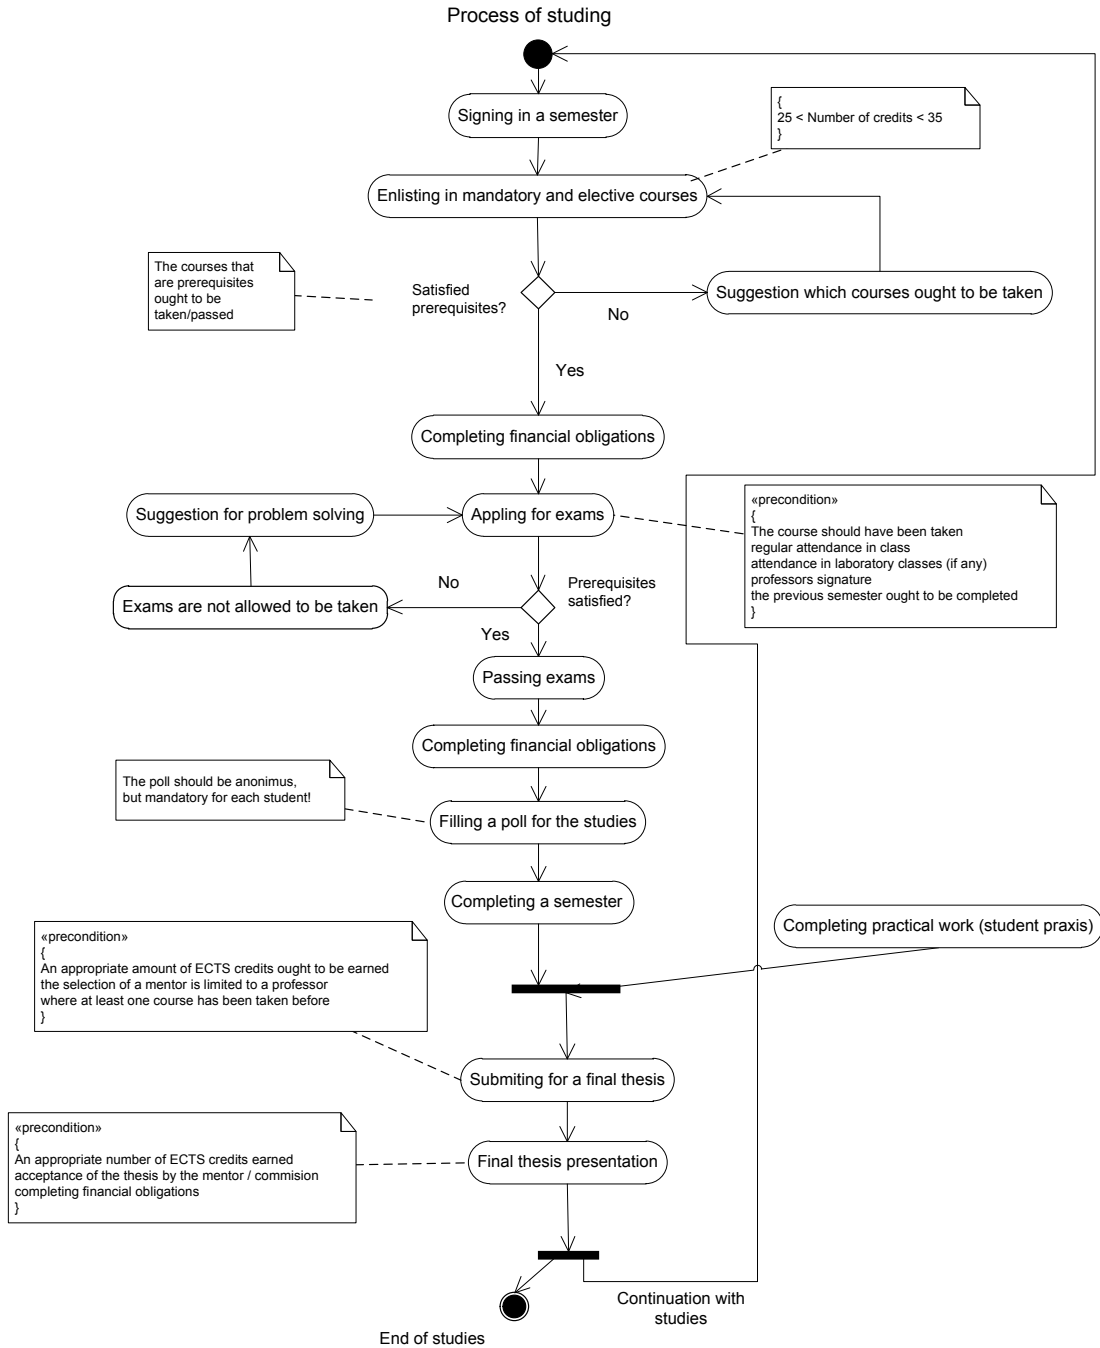 Process of studing
Signing in a semester
{
25 < Number of credits < 35
}
Enlisting in mandatory and elective courses
The courses that
are prerequisites
ought to be
taken/passed
Satisfied
prerequisites?
No
Suggestion which courses ought to be taken
Yes
Completing financial obligations
Suggestion for problem solving
Appling for exams
«precondition»
{
The course should have been taken
regular attendance in class
attendance in laboratory classes (if any)
professors signature
the previous semester ought to be completed
}
No
Prerequisites
satisfied?
Exams are not allowed to be taken
Yes
Passing exams
Completing financial obligations
The poll should be anonimus,
but mandatory for each student!
Filling a poll for the studies
Completing a semester
Completing practical work (student praxis)
«precondition»
{
An appropriate amount of ECTS credits ought to be earned
the selection of a mentor is limited to a professor
where at least one course has been taken before
}
Submiting for a final thesis
«precondition»
{
An appropriate number of ECTS credits earned
acceptance of the thesis by the mentor / commision
completing financial obligations
}
Final thesis presentation
Continuation with
studies
End of studies